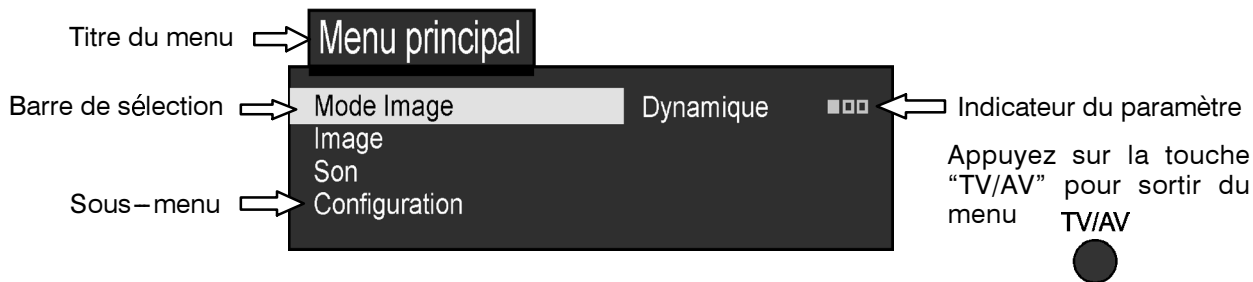 Titre du menu
Menu principal
Barre de sélection
Mode Image
Dynamique
Indicateur du paramètre
Image
Son
Sous–menu
Configuration
Appuyez sur la touche
“TV/AV” pour sortir du
menu
TV/AV